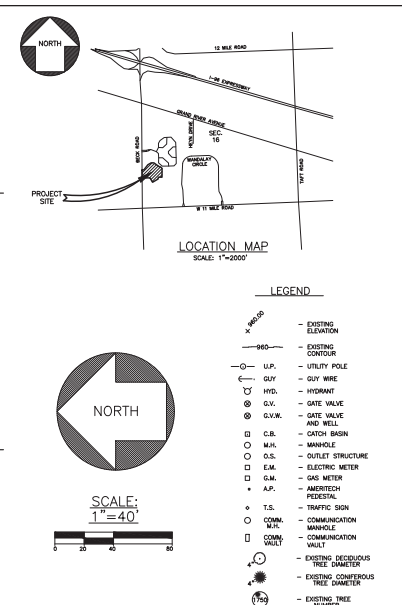 NORTH
12 MILE ROAD
I-96 EXPRESSWAY
GRAND RIVER AVENUE
BECK ROAD
HEYN DRIVE
SEC.
16
MANDALAY
CIRCLE
TAFT ROAD
PROJECT
SITE
W 11 MILE ROAD
LOCATION MAP
SCALE: 1"=2000'
LEGEND
960.00
x
- EXISTING
ELEVATION
960 - EXISTING
CONTOUR
U.P. - UTILITY POLE
GUY - GUY WIRE
HYD. - HYDRANT
G.V. - GATE VALVE
G.V.W. - GATE VALVE
AND WELL
C.B. - CATCH BASIN
M.H. - MANHOLE
O.S. - OUTLET STRUCTURE
E.M. - ELECTRIC METER
G.M. - GAS METER
A.P. - AMERITECH
PEDESTAL
T.S. - TRAFFIC SIGN
COMM. M.H. - COMMUNICATION
MANHOLE
COMM. VAULT - COMMUNICATION
VAULT
4" - EXISTING DECIDUOUS
TREE DIAMETER
4" - EXISTING CONIFEROUS
TREE DIAMETER
1750 - EXISTING TREE
NUMBER
NORTH
SCALE:
1"=40'
0 20 40 80